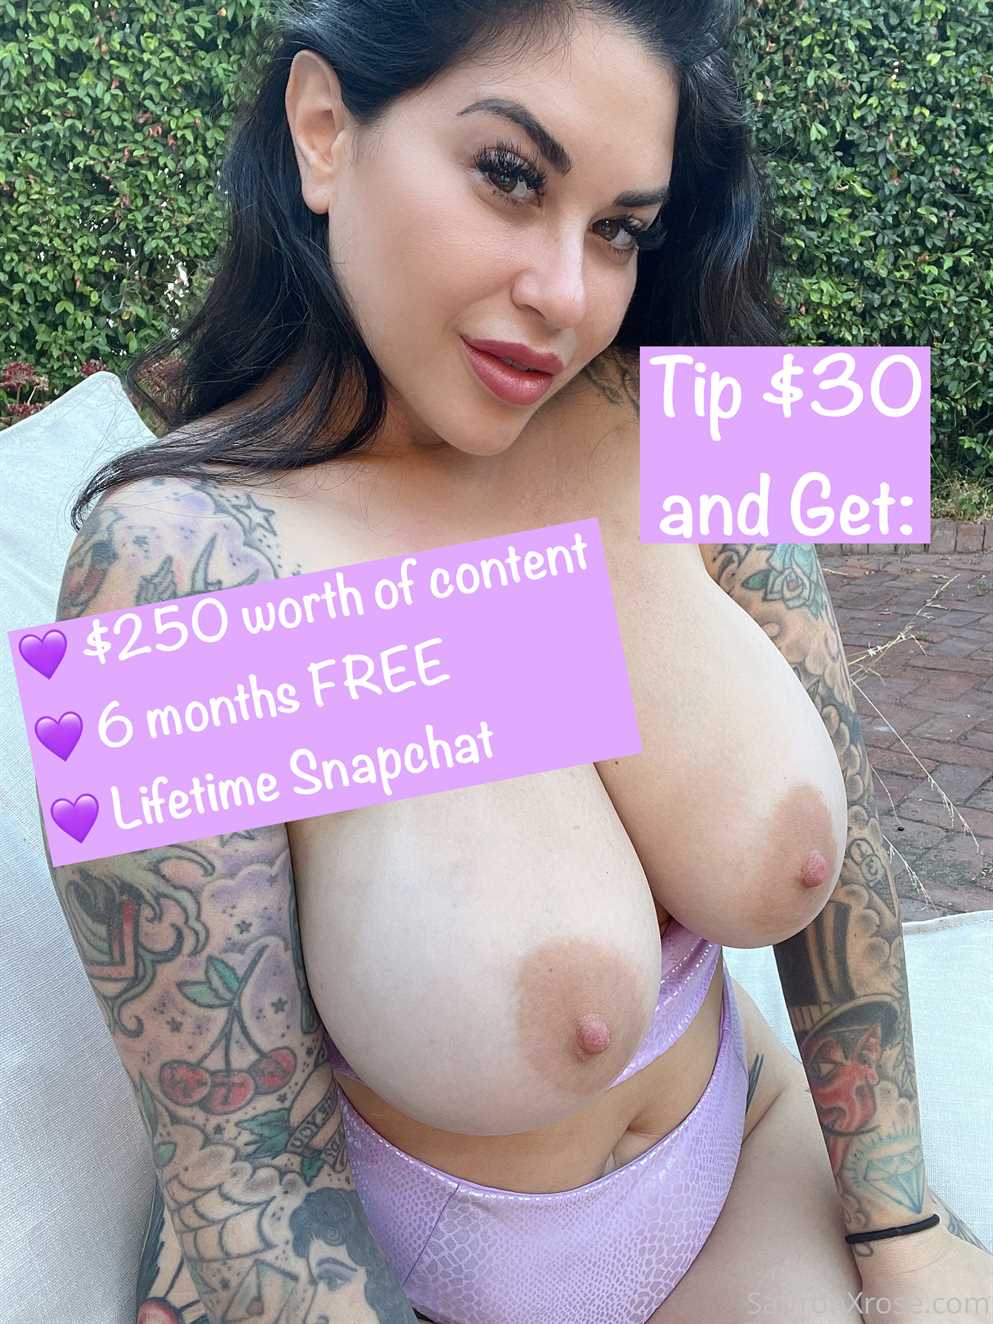 Tip $30
and Get:
💜 $250 worth of content
💜 6 months FREE
💜 Lifetime Snapchat